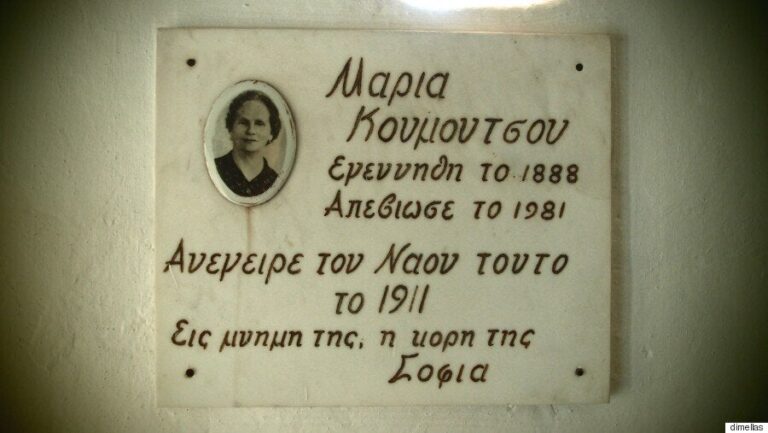 Μαρια
Κουμουτσου
Εγεννηθη το 1888
Απεβιωσε το 1981
Ανεγειρε τον Ναον τουτο
το 1911
Εις μνημη της, η κορη της
Σοφια
dimellas